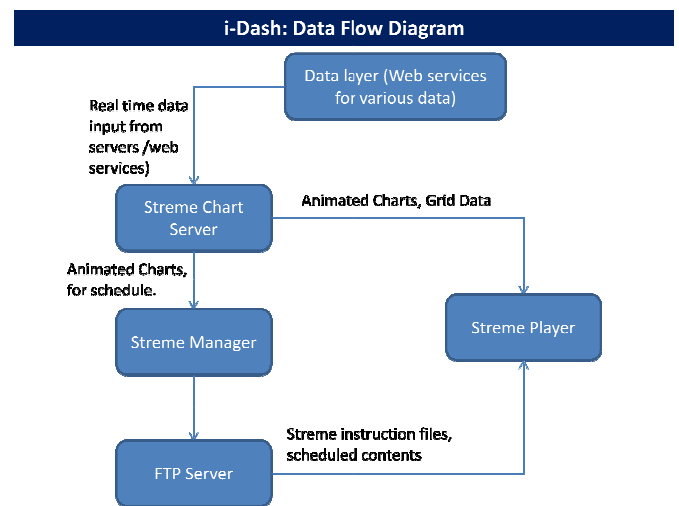 i-Dash: Data Flow Diagram
Data layer (Web services
for various data)
Real time data
input from
servers /web
services)
Streme Chart
Server
Animated Charts, Grid Data
Animated Charts,
for schedule.
Streme Manager
Streme Player
Streme instruction files,
scheduled contents
FTP Server